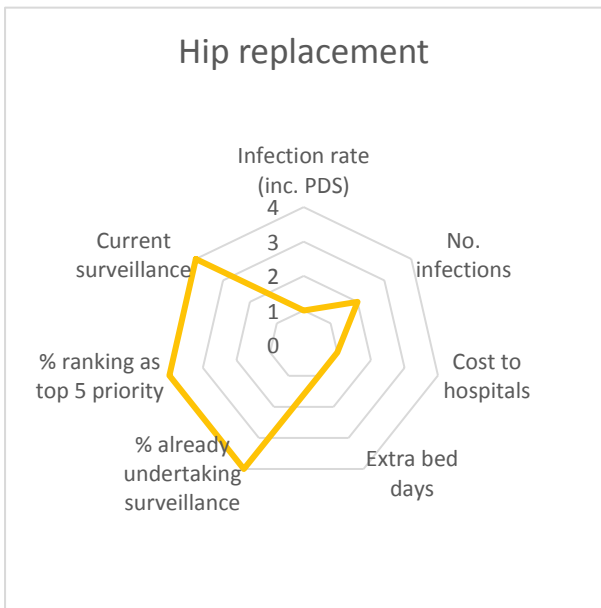 Hip replacement
Infection rate
(inc. PDS)
4
3
2
1
0
No.
infections
Cost to
hospitals
Extra bed
days
% already
undertaking
surveillance
% ranking as
top 5 priority
Current
surveillance